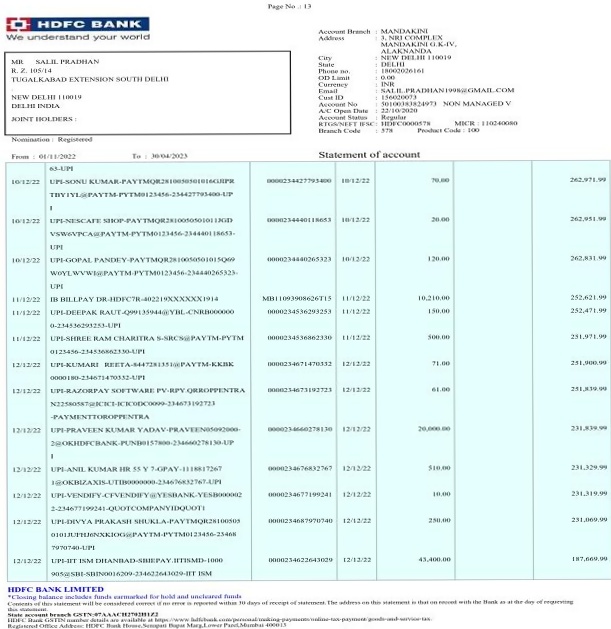 Page No .: 13
HDFC BANK
We understand your world
MR SALIL PRADHAN
R. Z. 105/14
TUGALKABAD EXTENSION SOUTH DELHI
NEW DELHI 110019
DELHI INDIA
JOINT HOLDERS :
Nomination : Registered
Account Branch : MANDAKINI
Address : 3, NRI COMPLEX
MANDAKINI G.K-IV,
ALAKNANDA
City : NEW DELHI 110019
State : DELHI
Phone no. : 18002026161
OD Limit : 0.00
Currency : INR
Email : SALIL.PRADHAN1998@GMAIL.COM
Cust ID : 156020073
Account No : 50100383824973 NON MANAGED V
A/C Open Date : 22/10/2020
Account Status : Regular
RTGS/NEFT IFSC: HDFC0000578 MICR : 110240080
Branch Code : 578 Product Code : 100
From : 01/11/2022 To : 30/04/2023 Statement of account
63-UPI
10/12/22 UPI-SONU KUMAR-PAYTMQR2810050501016GJIPR 0000234427793400 10/12/22 70.00 262,971.99
TBY1YL@PAYTM-PYTM0123456-234427793400-UP
I
10/12/22 UPI-NESCAFE SHOP-PAYTMQR2810050501011JGD 0000234440118653 10/12/22 20.00 262,951.99
VSW6VPCA@PAYTM-PYTM0123456-234440118653-
UPI
10/12/22 UPI-GOPAL PANDEY-PAYTMQR2810050501015Q69 0000234440265323 10/12/22 120.00 262,831.99
W0YLWVWI@PAYTM-PYTM0123456-234440265323-
UPI
11/12/22 IB BILLPAY DR-HDFC7R-402219XXXXXX1914 MB11093908626T15 11/12/22 10,210.00 252,621.99
11/12/22 UPI-DEEPAK RAUT-Q99135944@YBL-CNRB000000 0000234536293253 11/12/22 150.00 252,471.99
0-234536293253-UPI
11/12/22 UPI-SHREE RAM CHARITRA S-SRCS@PAYTM-PYTM 0000234536862330 11/12/22 500.00 251,971.99
0123456-234536862330-UPI
12/12/22 UPI-KUMARI REETA-8447281351@PAYTM-KKBK 0000234671470332 12/12/22 71.00 251,900.99
0000180-234671470332-UPI
12/12/22 UPI-RAZORPAY SOFTWARE PV-RPY.QRROPPENTRA 0000234673192723 12/12/22 61.00 251,839.99
N22580587@ICICI-ICIC0DC0099-234673192723
-PAYMENTTOROPPENTRA
12/12/22 UPI-PRAVEEN KUMAR YADAV-PRAVEEN05092000- 0000234660278130 12/12/22 20,000.00 231,839.99
2@OKHDFCBANK-PUNB0157800-234660278130-UP
I
12/12/22 UPI-ANIL KUMAR HR 53 Y 7-GPAY-1118817267 0000234676832767 12/12/22 510.00 231,329.99
1@OKBIZAXIS-UTIB0000000-234676832767-UPI
12/12/22 UPI-VENDIFY-CFVENDIFY@YESBANK-YESB000002 0000234677199241 12/12/22 10.00 231,319.99
2-234677199241-QUOTCOMPANYIDQUOT1
12/12/22 UPI-DIVYA PRAKASH SHUKLA-PAYTMQR28100505 0000234687970740 12/12/22 250.00 231,069.99
0101JUFHJ6NXKIOG@PAYTM-PYTM0123456-23468
7970740-UPI
12/12/22 UPI-IIT ISM DHANBAD-SBIEPAY.IITISMD-1000 0000234622643029 12/12/22 43,400.00 187,669.99
905@SBI-SBIN0016209-234622643029-IIT ISM
HDFC BANK LIMITED
*Closing balance includes funds earmarked for hold and uncleared funds
Contents of this statement will be considered correct if no error is reported within 30 days of receipt of statement.The address on this statement is that on record with the Bank as at the day of requesting
this statement.
State account branch GSTN:07AAACH2702H1Z2
HDFC Bank GSTIN number details are available at https://www.hdfcbank.com/personal/making-payments/online-tax-payment/goods-and-service-tax.
Registered Office Address: HDFC Bank House,Senapati Bapat Marg,Lower Parel,Mumbai 400013